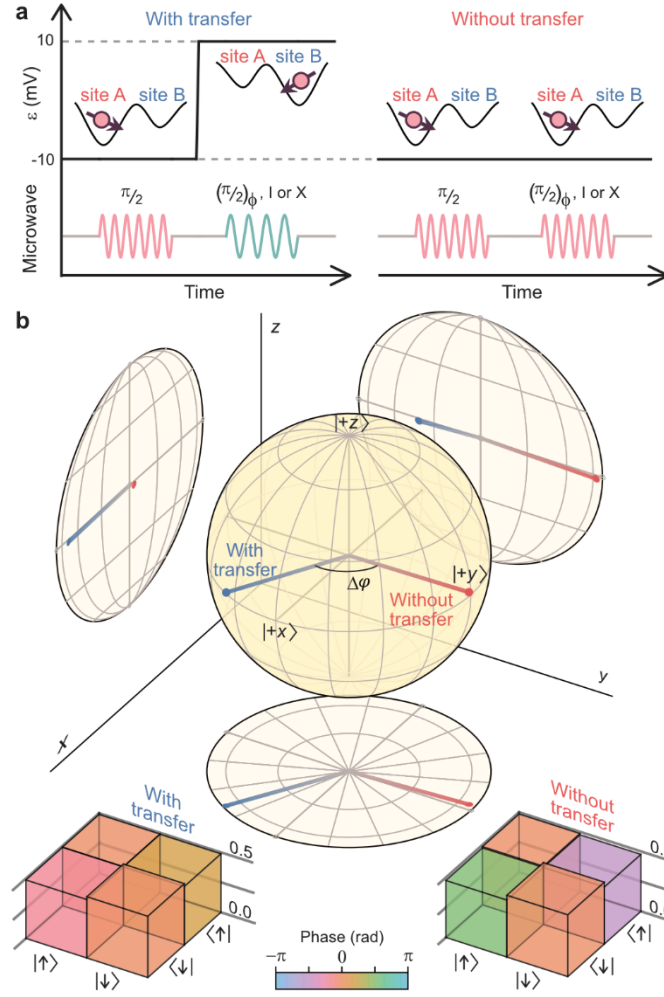 a
With transfer
Without transfer
ε (mV)
10
-10
site A site B
site A site B
site A site B
site A site B
Microwave
π/2
(π/2)ϕ, I or X
π/2
(π/2)ϕ, I or X
Time
Time
b
z
|+z⟩
With
transfer
Δφ
|+y⟩
Without
transfer
|+x⟩
y
x
With
transfer
0.5
0.0
|↑⟩
|↓⟩
⟨↓|
⟨↑|
Without
transfer
0.
0.
|↑⟩
|↓⟩
⟨↓|
⟨↑|
Phase (rad)
−π
0
π